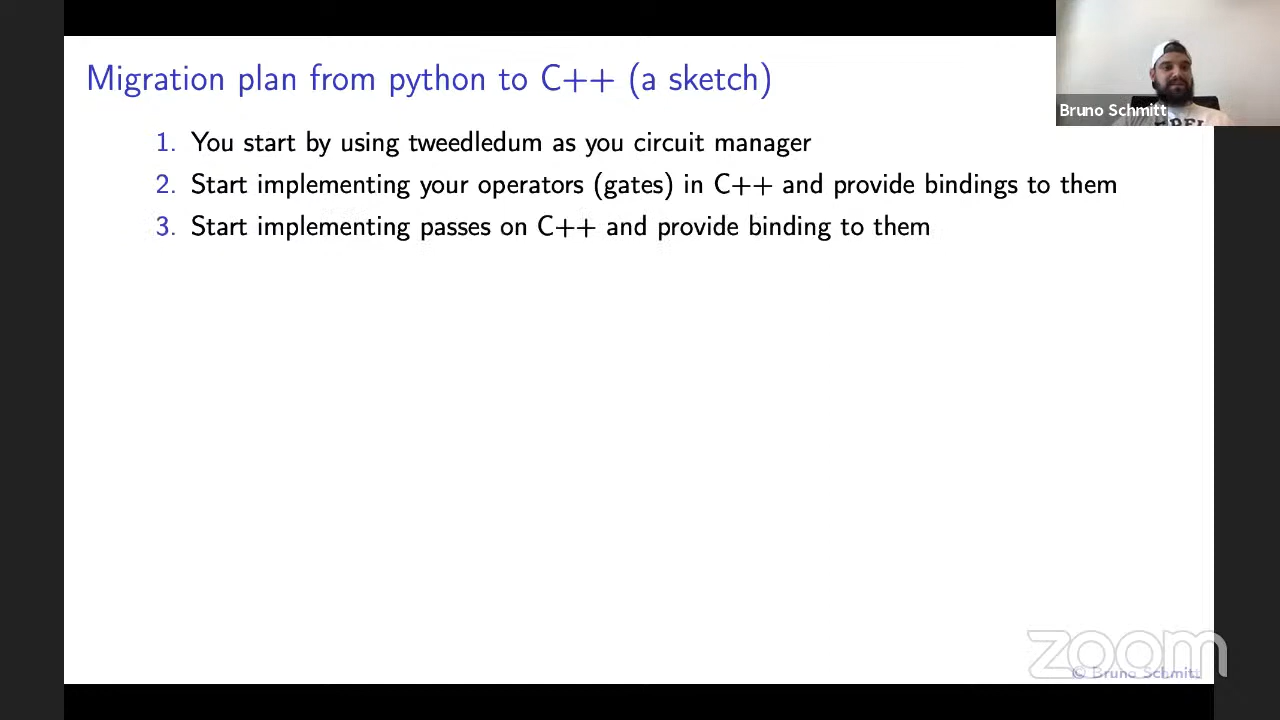 Migration plan from python to C++ (a sketch)
1. You start by using tweedledum as you circuit manager
2. Start implementing your operators (gates) in C++ and provide bindings to them
3. Start implementing passes on C++ and provide binding to them
Bruno Schmitt
zoom
© Bruno Schmitt